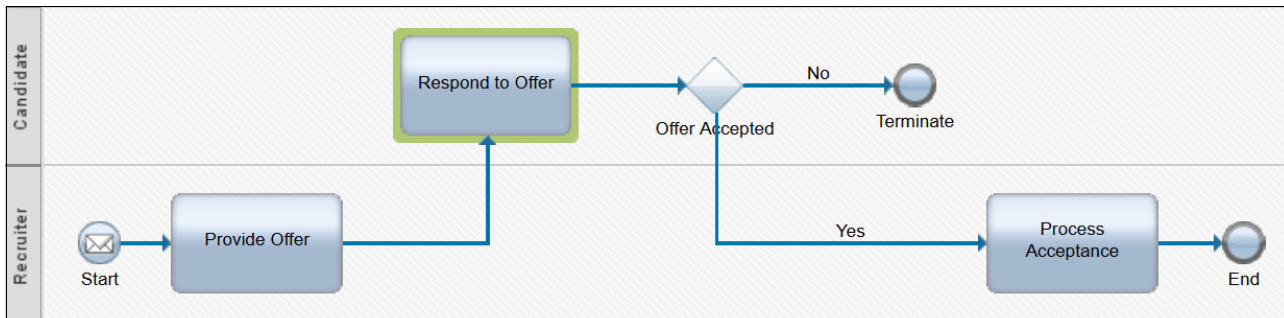 Candidate
Respond to Offer
Offer Accepted
No
Terminate
Recruiter
Start
Provide Offer
Yes
Process
Acceptance
End